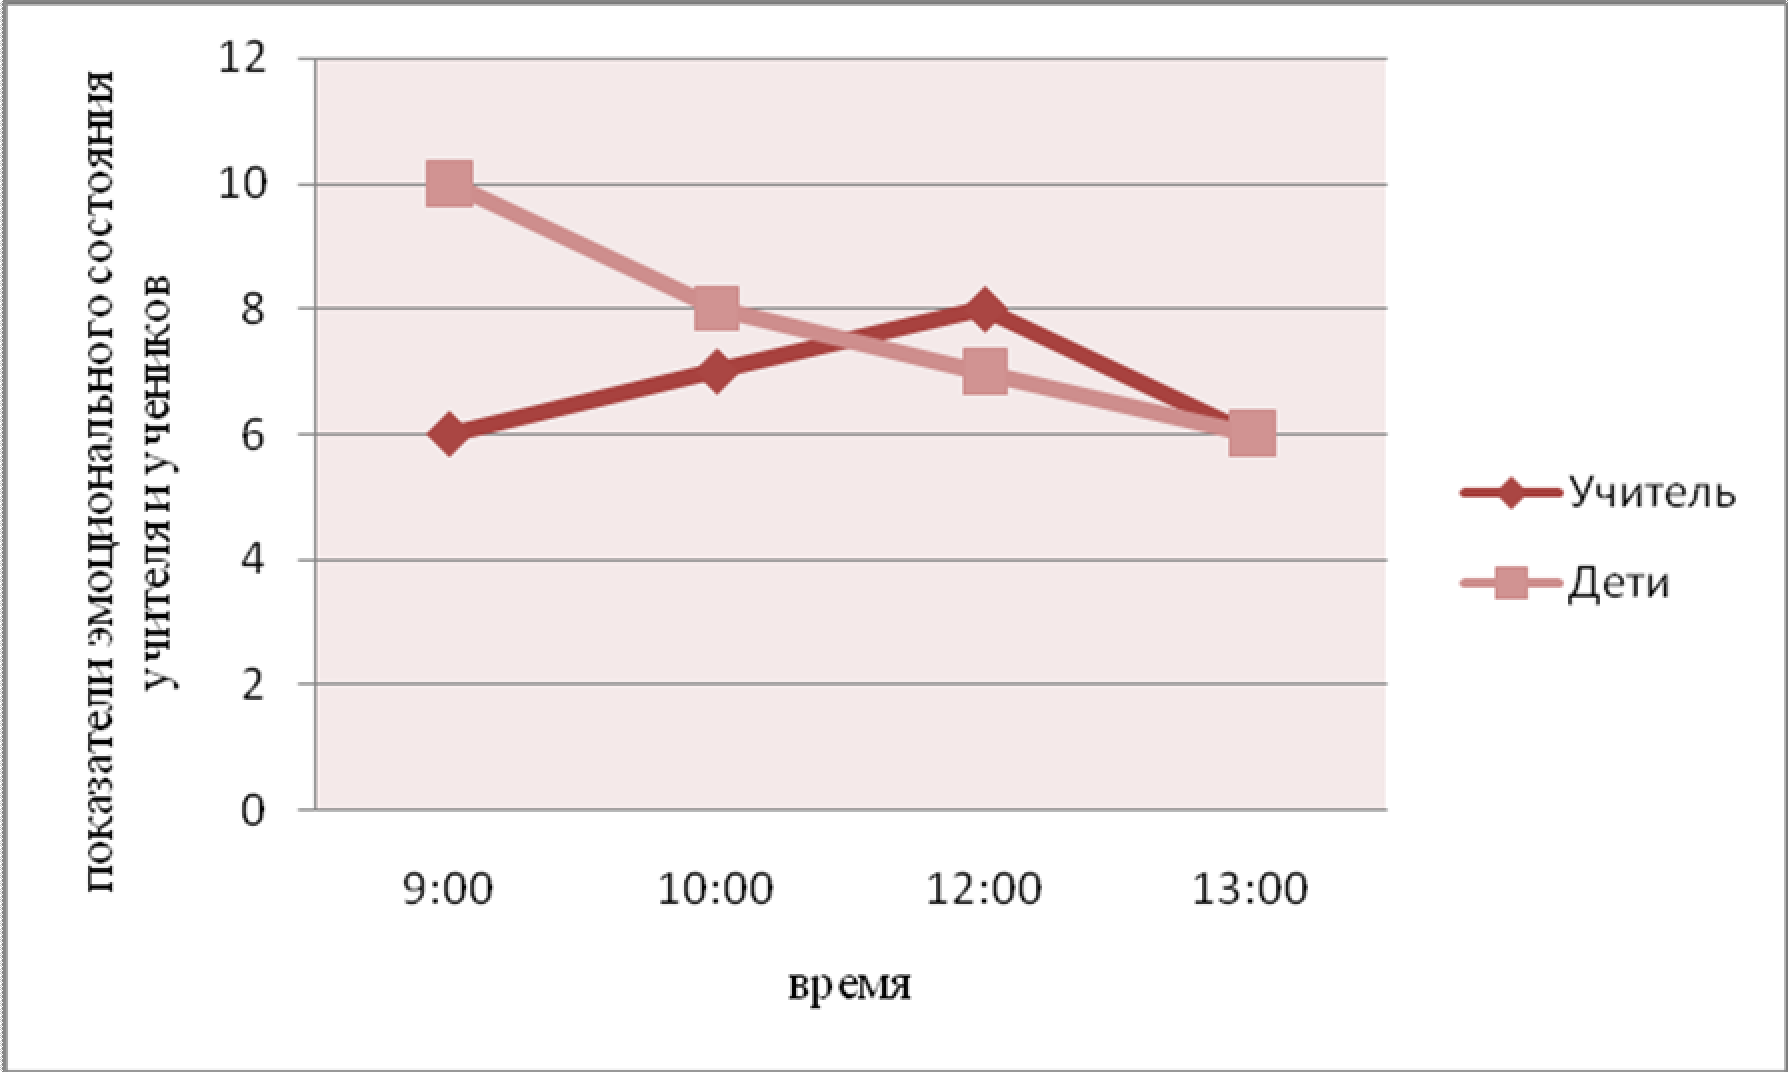 показатели эмоционального состояния
учителя и учеников
12
10
8
6
4
2
0
9:00 10:00 12:00 13:00
время
Учитель
Дети